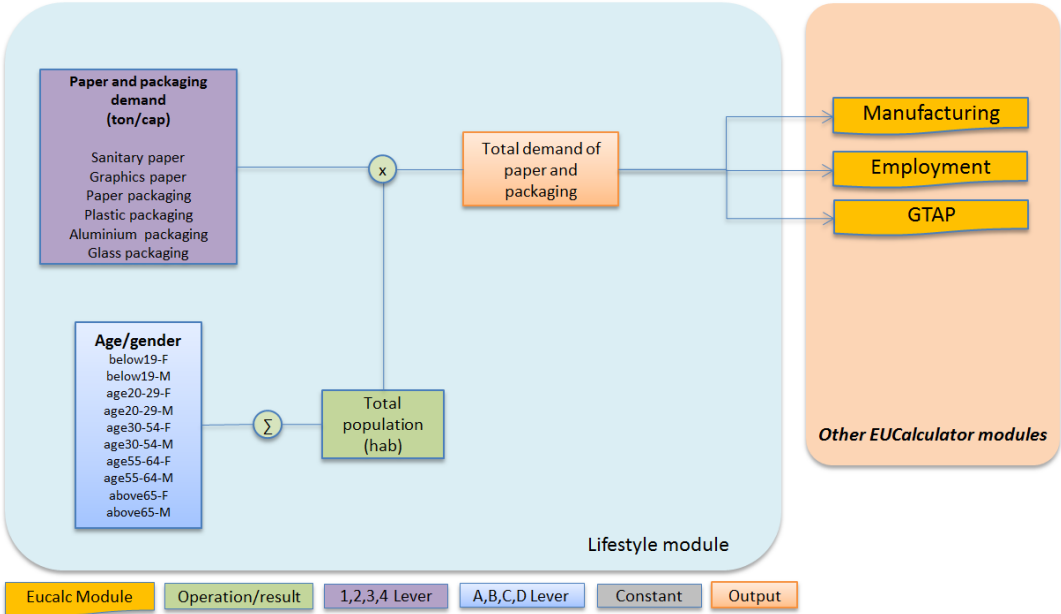 Paper and packaging
demand
(ton/cap)
Sanitary paper
Graphics paper
Paper packaging
Plastic packaging
Aluminium packaging
Glass packaging
x
Total demand of
paper and
packaging
Manufacturing
Employment
GTAP
Age/gender
below19-F
below19-M
age20-29-F
age20-29-M
age30-54-F
age30-54-M
age55-64-F
age55-64-M
above65-F
above65-M
∑
Total
population
(hab)
Other EUCalculator modules
Lifestyle module
Eucalc Module
Operation/result
1,2,3,4 Lever
A,B,C,D Lever
Constant
Output